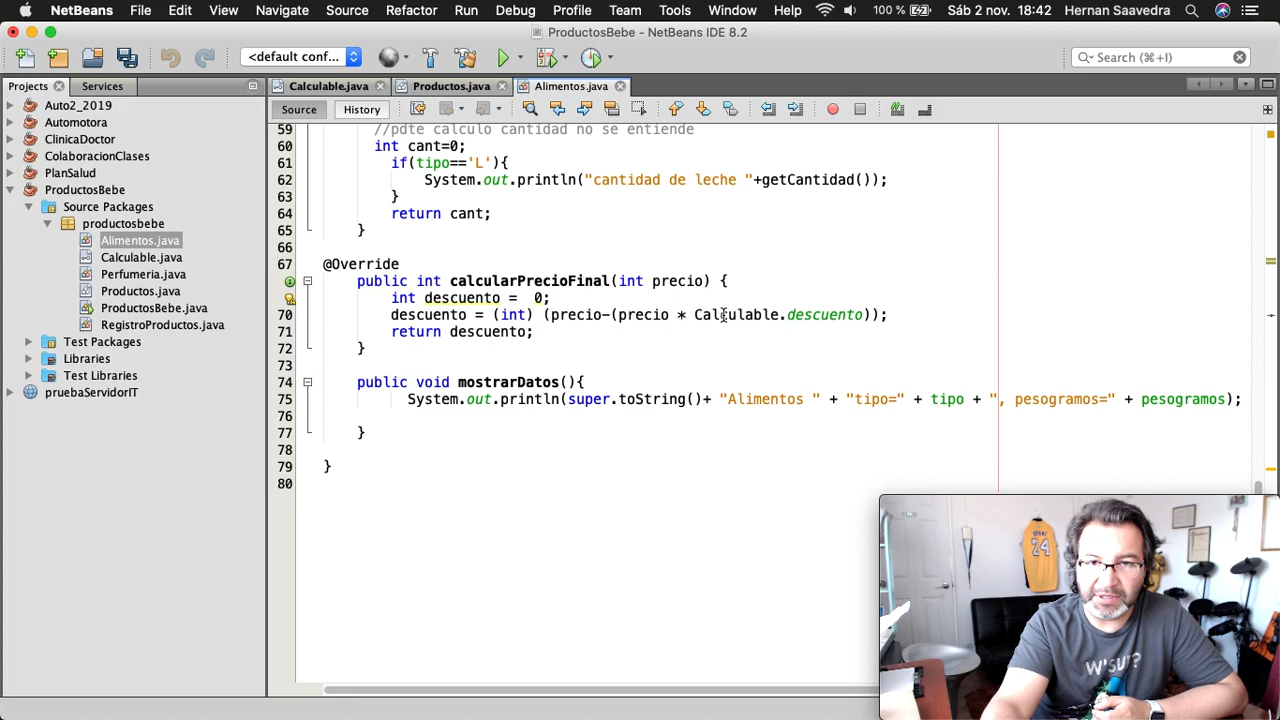 NetBeans File Edit View Navigate Source Refactor Run Debug Profile Team Tools Window Help 100 % Sáb 2 nov. 18:42 Hernan Saavedra
ProductosBebe - NetBeans IDE 8.2
<default conf... Search (⌘+I)
Projects Services Calculable.java Productos.java Alimentos.java
Source History
Auto2_2019
Automotora
ClinicaDoctor
ColaboracionClases
PlanSalud
ProductosBebe
Source Packages
productosbebe
Alimentos.java
Calculable.java
Perfumeria.java
Productos.java
ProductosBebe.java
RegistroProductos.java
Test Packages
Libraries
Test Libraries
pruebaServidorIT
59 //pdte calculo cantidad no se entiende
60 int cant=0;
61 if(tipo=='L'){
62 System.out.println("cantidad de leche "+getCantidad());
63 }
64 return cant;
65 }
66
67 @Override
public int calcularPrecioFinal(int precio) {
int descuento =  0;
70 descuento = (int) (precio-(precio * Calculable.descuento));
71 return descuento;
72 }
73
74 public void mostrarDatos(){
75 System.out.println(super.toString()+ "Alimentos " + "tipo=" + tipo + ", pesogramos=" + pesogramos);
76
77 }
78
79 }
80
BRYANT
24
W'SUP?